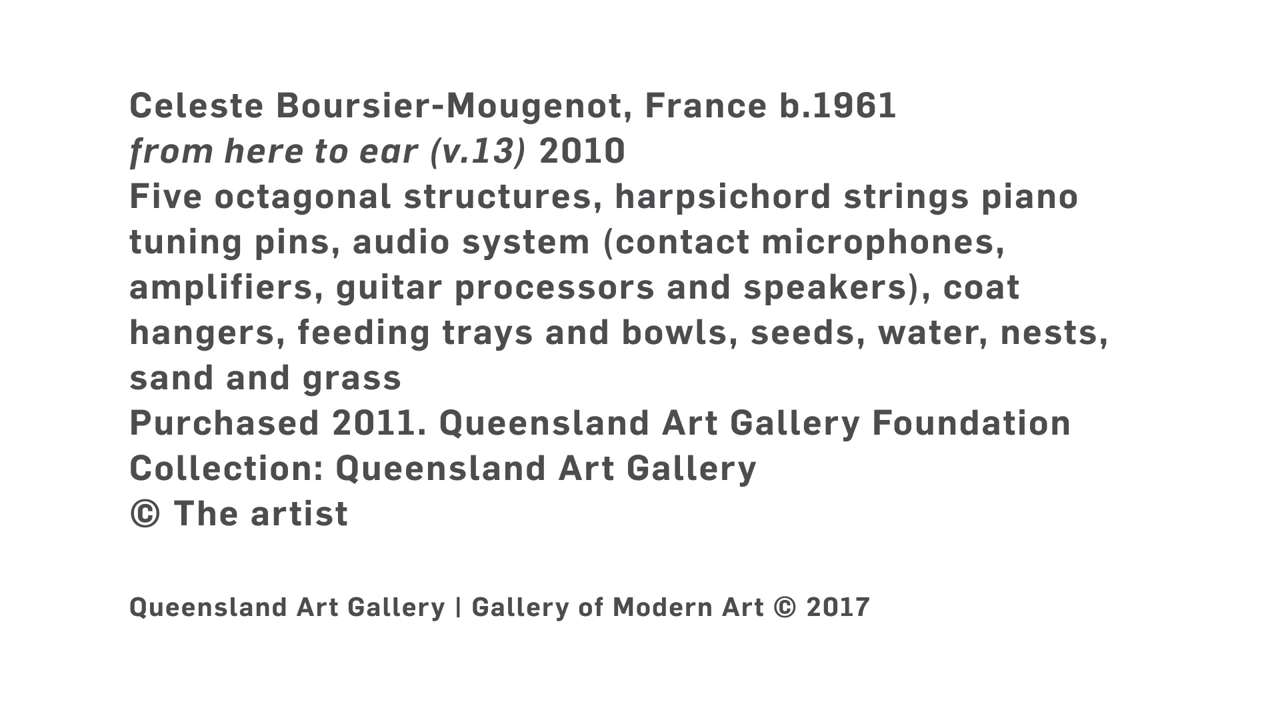 Celeste Boursier-Mougenot, France b.1961
from here to ear (v.13) 2010
Five octagonal structures, harpsichord strings piano
tuning pins, audio system (contact microphones,
amplifiers, guitar processors and speakers), coat
hangers, feeding trays and bowls, seeds, water, nests,
sand and grass
Purchased 2011. Queensland Art Gallery Foundation
Collection: Queensland Art Gallery
© The artist
Queensland Art Gallery | Gallery of Modern Art © 2017